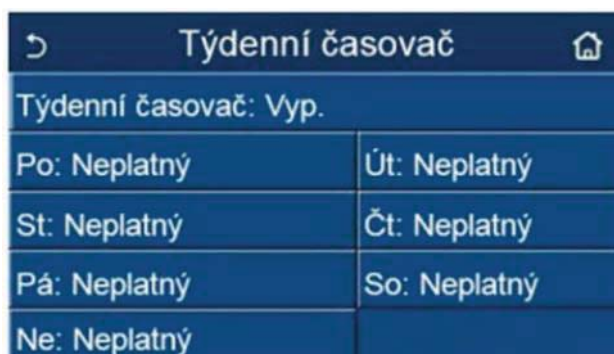 Týdenní časovač
Týdenní časovač: Vyp.
Po: Neplatný Út: Neplatný
St: Neplatný Čt: Neplatný
Pá: Neplatný So: Neplatný
Ne: Neplatný